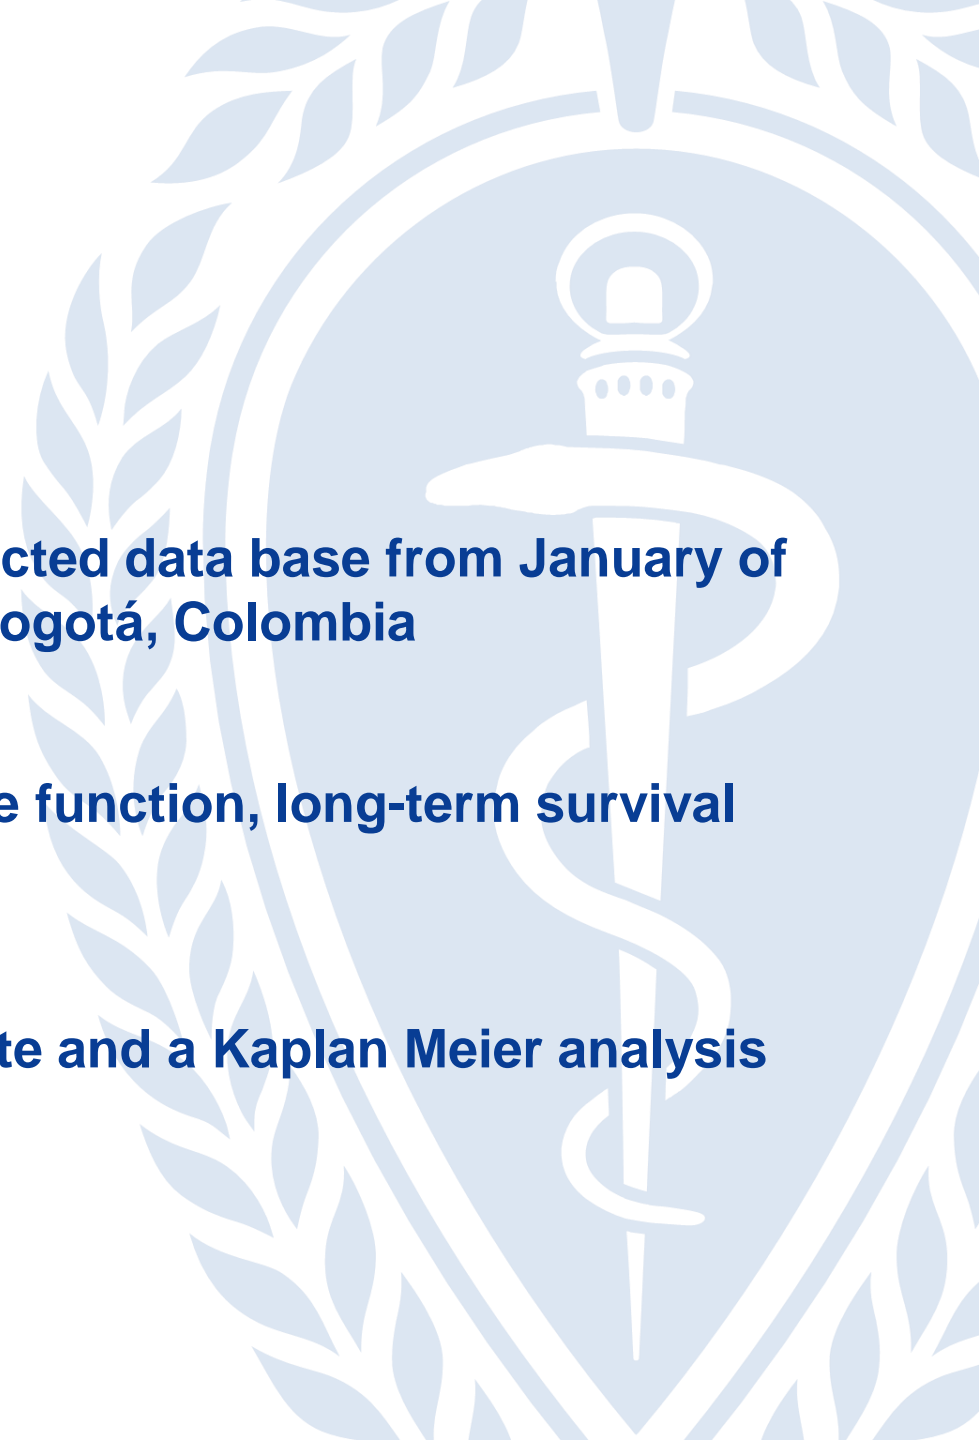 cted data base from January of
ogotá, Colombia
e function, long-term survival
te and a Kaplan Meier analysis